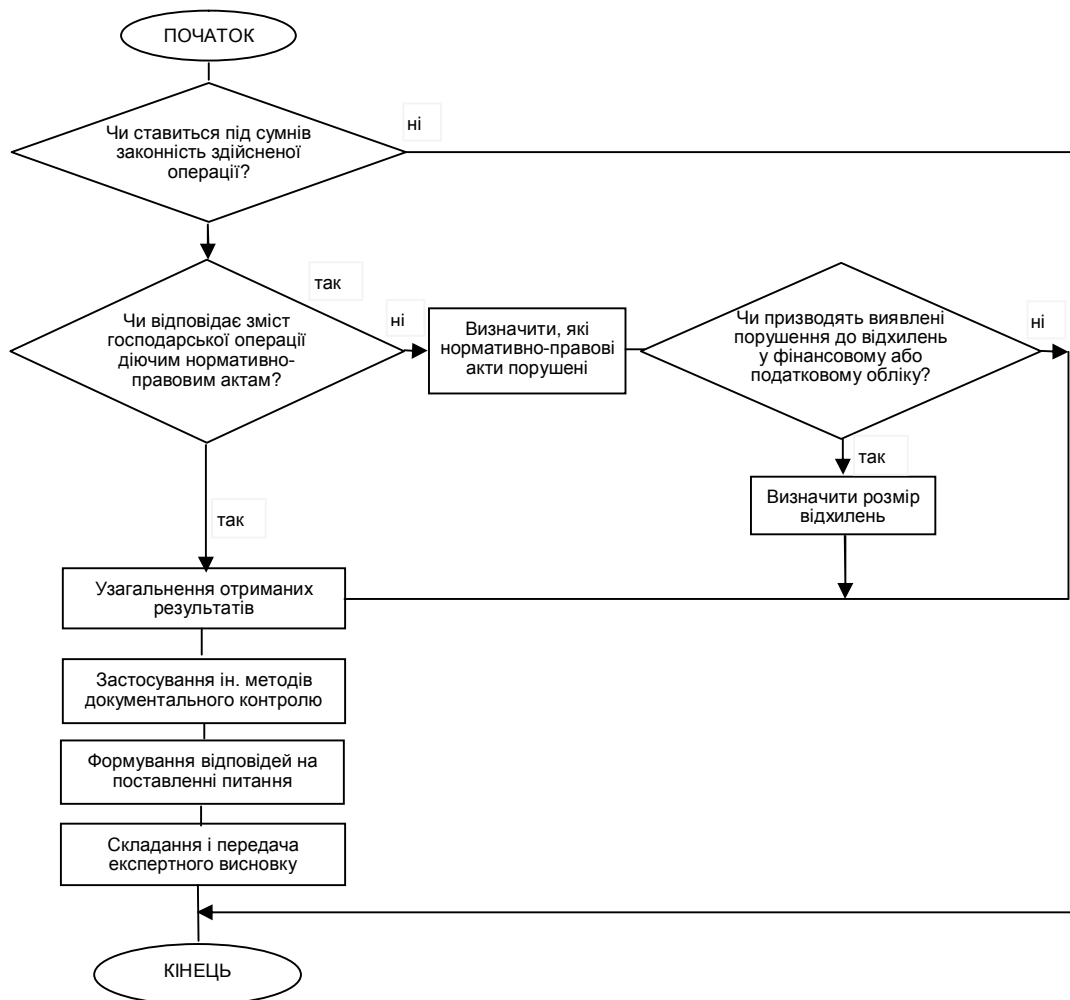 ПОЧАТОК
Чи ставиться під сумнів
законність здійсненої
операції?
ні
так
Чи відповідає зміст
господарської операції
діючим нормативно-
правовим актам?
ні
Визначити, які
нормативно-правові
акти порушені
Чи призводять виявлені
порушення до відхилень
у фінансовому або
податковому обліку?
ні
так
Визначити розмір
відхилень
так
Узагальнення отриманих
результатів
Застосування ін. методів
документального контролю
Формування відповідей на
поставленні питання
Складання і передача
експертного висновку
КІНЕЦЬ